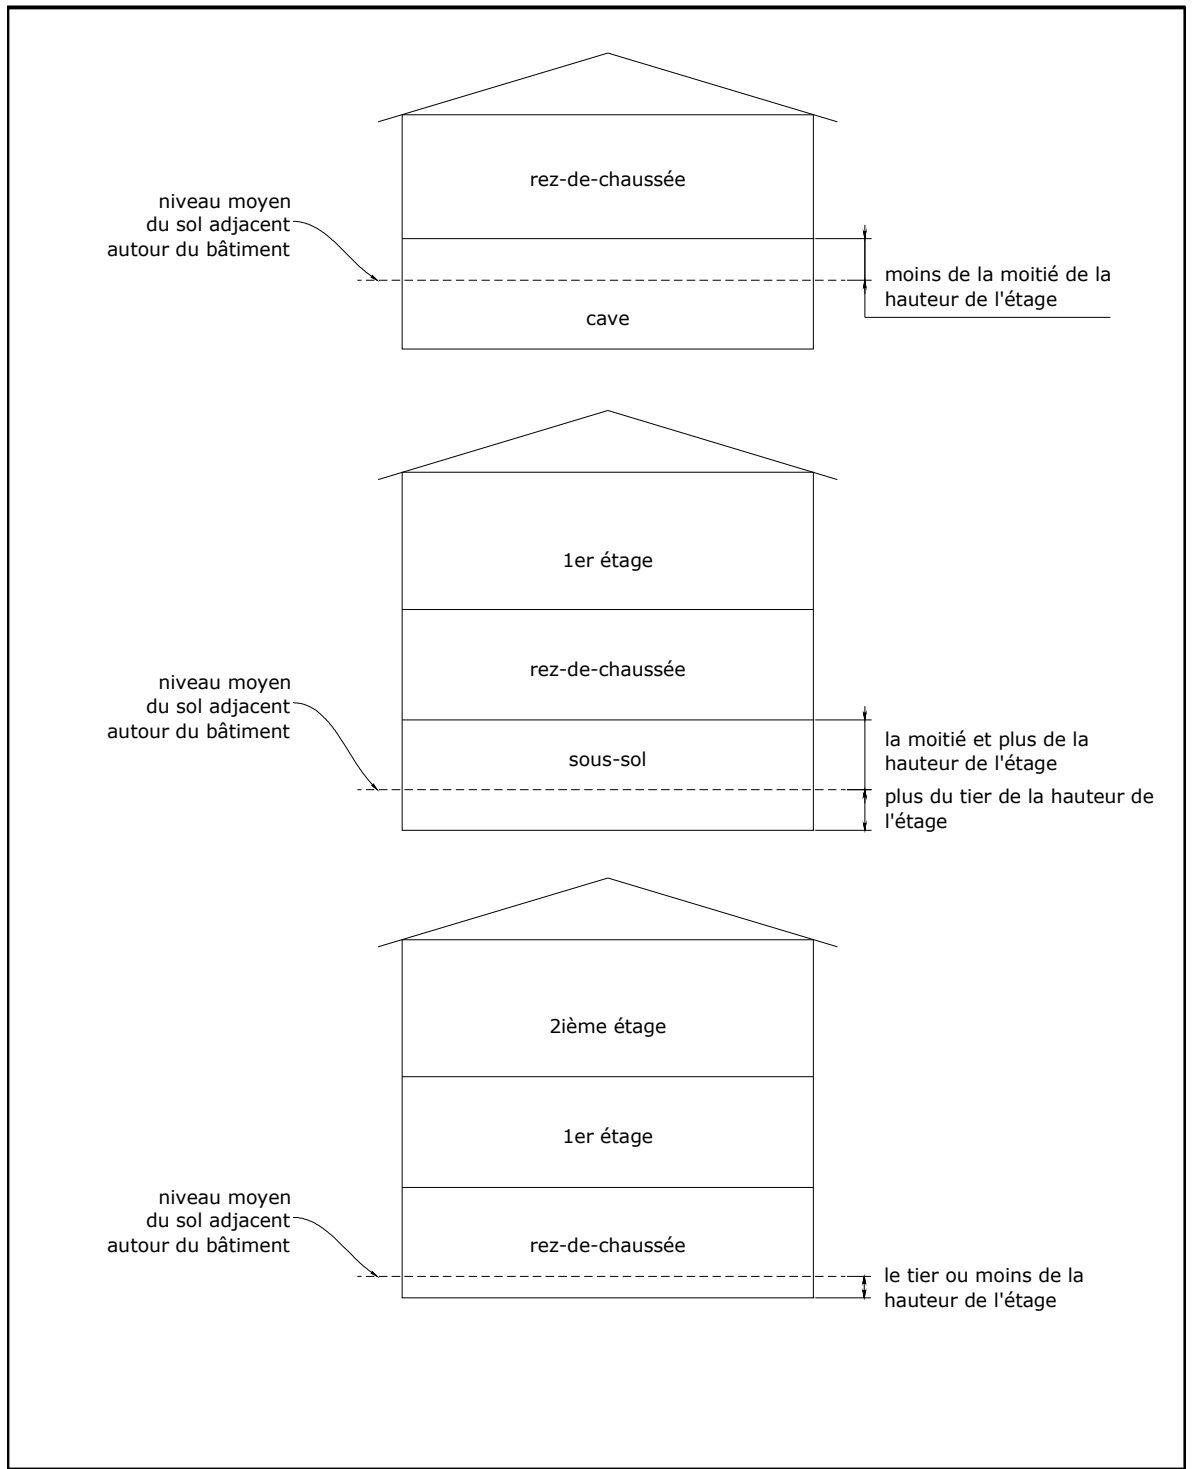 rez-de-chaussée
niveau moyen
du sol adjacent
autour du bâtiment
moins de la moitié de la
hauteur de l'étage
cave
1er étage
rez-de-chaussée
niveau moyen
du sol adjacent
autour du bâtiment
la moitié et plus de la
hauteur de l'étage
sous-sol
plus du tier de la hauteur de
l'étage
2ième étage
1er étage
niveau moyen
du sol adjacent
autour du bâtiment
rez-de-chaussée
le tier ou moins de la
hauteur de l'étage